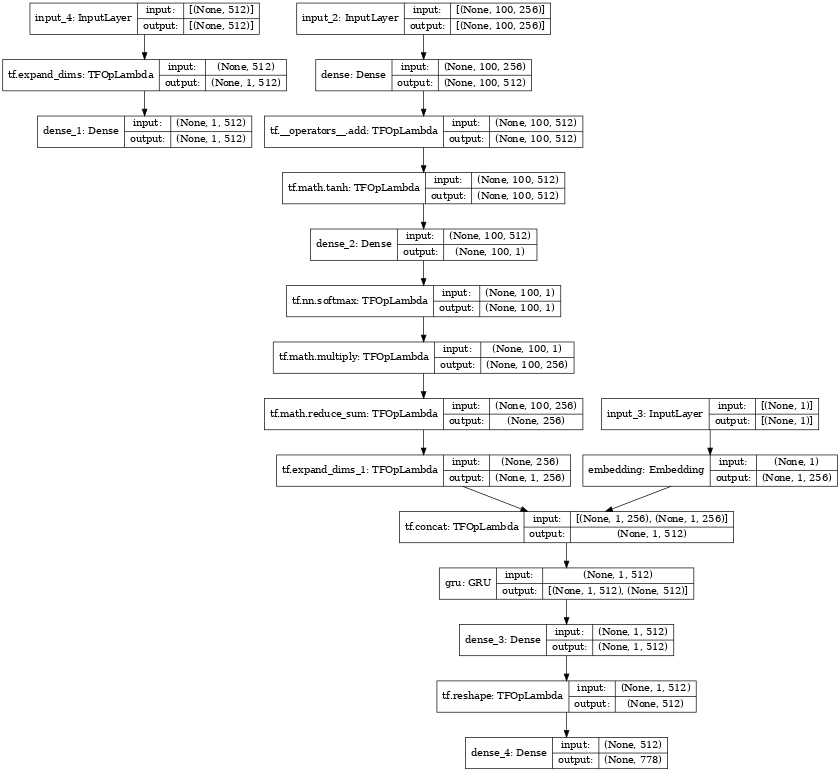 input_4: InputLayer input: [(None, 512)]
output: [(None, 512)]
input_2: InputLayer input: [(None, 100, 256)]
output: [(None, 100, 256)]
tf.expand_dims: TFOpLambda input: (None, 512)
output: (None, 1, 512)
dense: Dense input: (None, 100, 256)
output: (None, 100, 512)
dense_1: Dense input: (None, 1, 512)
output: (None, 1, 512)
tf.__operators__.add: TFOpLambda input: (None, 100, 512)
output: (None, 100, 512)
tf.math.tanh: TFOpLambda input: (None, 100, 512)
output: (None, 100, 512)
dense_2: Dense input: (None, 100, 512)
output: (None, 100, 1)
tf.nn.softmax: TFOpLambda input: (None, 100, 1)
output: (None, 100, 1)
tf.math.multiply: TFOpLambda input: (None, 100, 1)
output: (None, 100, 256)
tf.math.reduce_sum: TFOpLambda input: (None, 100, 256)
output: (None, 256)
input_3: InputLayer input: [(None, 1)]
output: [(None, 1)]
tf.expand_dims_1: TFOpLambda input: (None, 256)
output: (None, 1, 256)
embedding: Embedding input: (None, 1)
output: (None, 1, 256)
tf.concat: TFOpLambda input: [(None, 1, 256), (None, 1, 256)]
output: (None, 1, 512)
gru: GRU input: (None, 1, 512)
output: [(None, 1, 512), (None, 512)]
dense_3: Dense input: (None, 1, 512)
output: (None, 1, 512)
tf.reshape: TFOpLambda input: (None, 1, 512)
output: (None, 512)
dense_4: Dense input: (None, 512)
output: (None, 778)